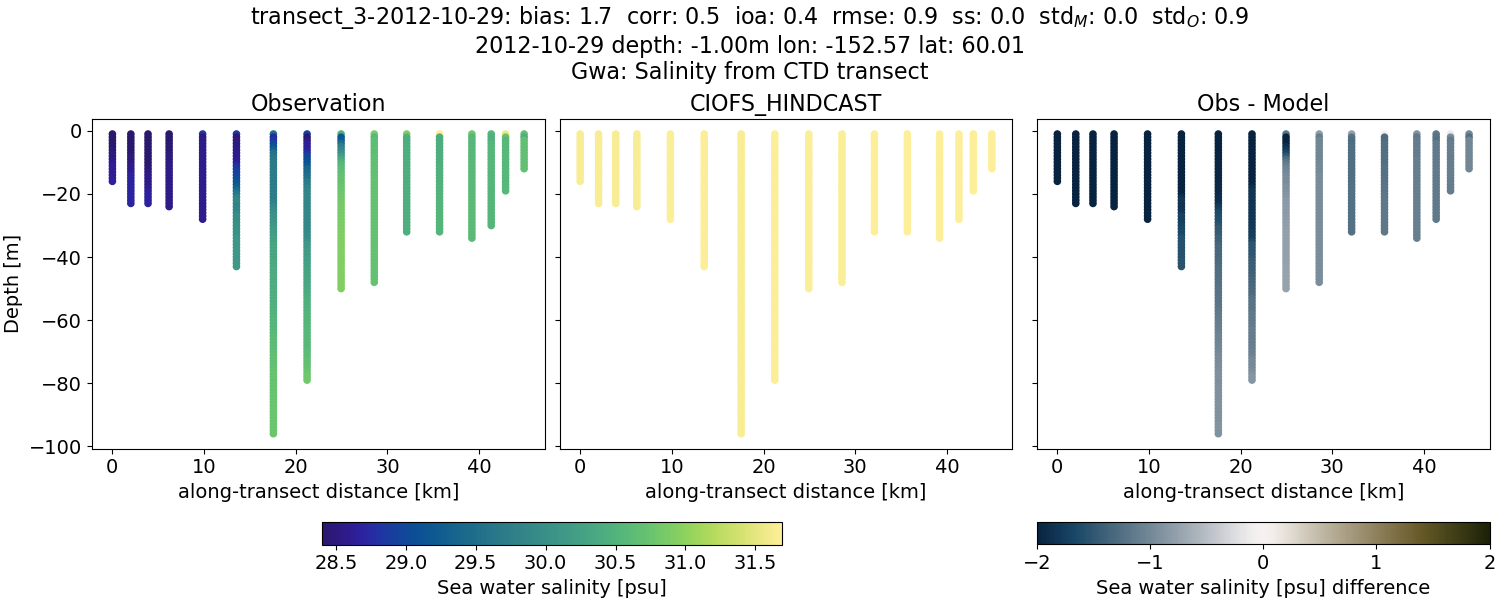 transect_3-2012-10-29: bias: 1.7 corr: 0.5 ioa: 0.4 rmse: 0.9 ss: 0.0 std_M: 0.0 std_O: 0.9
2012-10-29 depth: -1.00m lon: -152.57 lat: 60.01
Gwa: Salinity from CTD transect
Observation
CIOFS_HINDCAST
Obs - Model
Depth [m]
0
−20
−40
−60
−80
−100
0 10 20 30 40
0 10 20 30 40
0 10 20 30 40
along-transect distance [km]
along-transect distance [km]
along-transect distance [km]
28.5 29.0 29.5 30.0 30.5 31.0 31.5
Sea water salinity [psu]
−2 −1 0 1 2
Sea water salinity [psu] difference